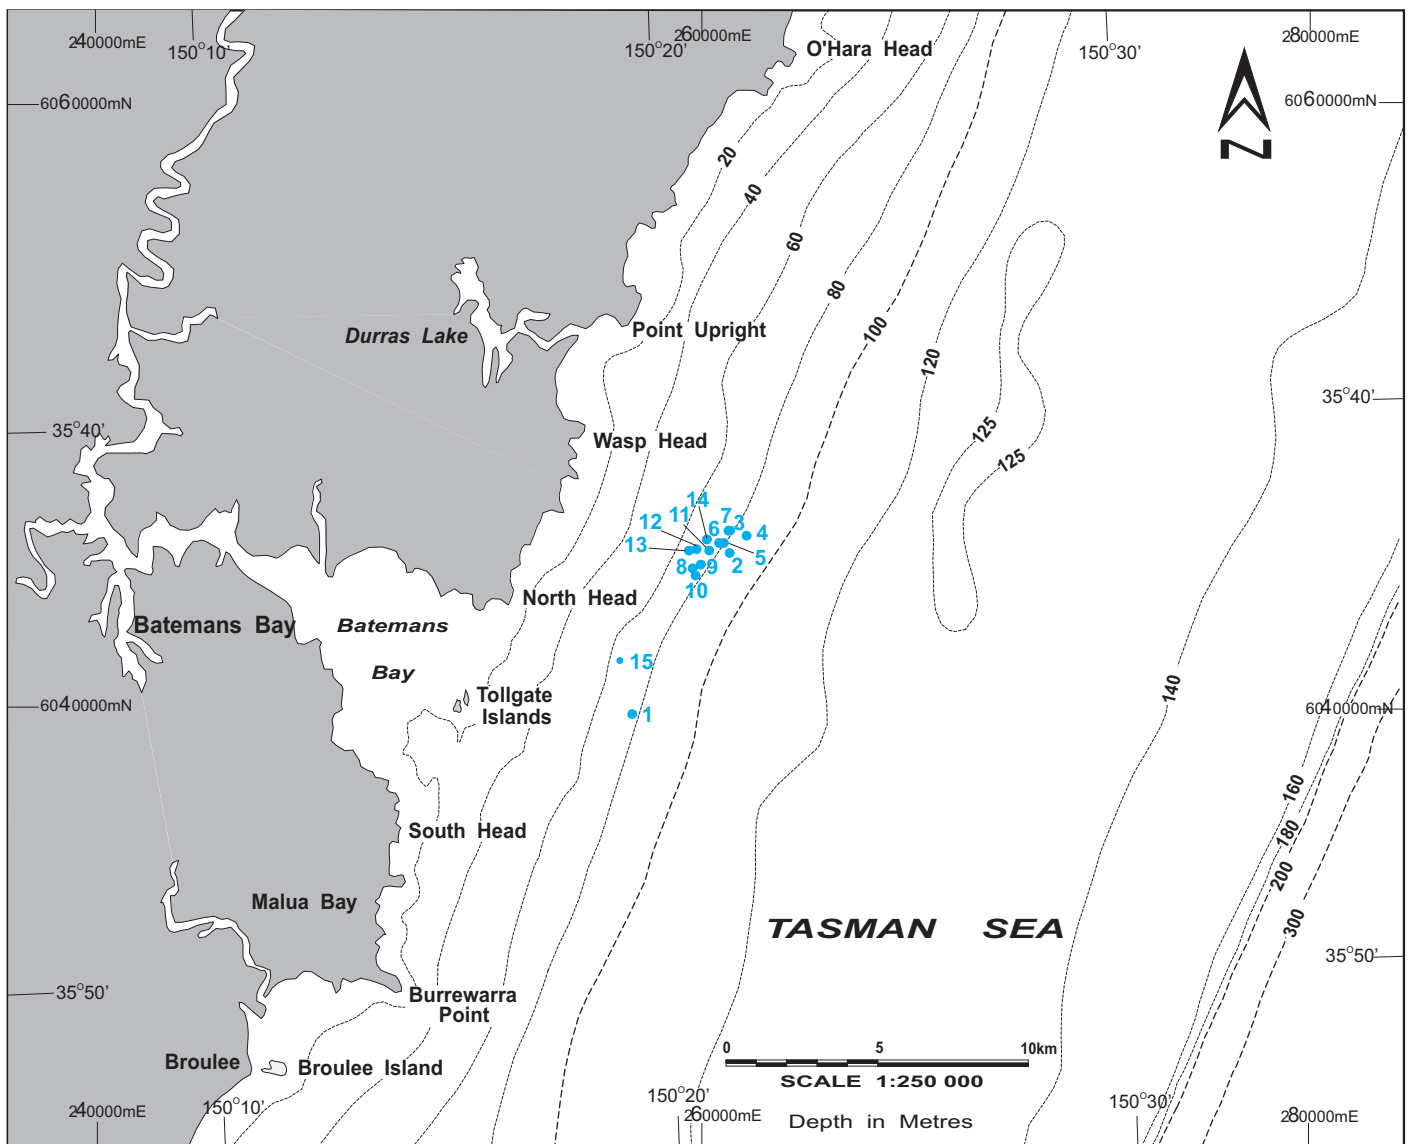 240000mE
150°10'
150°20'
260000mE
O'Hara Head
150°30'
280000mE
6060000mN
6060000mN
N
20
40
60
80
100
120
Durras Lake
Point Upright
35°40'
35°40'
Wasp Head
125
125
14
11
7
12
6
3
4
13
5
8
9
2
10
North Head
Batemans Bay
Batemans
Bay
15
Tollgate
Islands
1
140
6040000mN
6040000mN
160
180
200
300
South Head
Malua Bay
TASMAN SEA
35°50'
35°50'
Burrewarra
Point
Broulee
Broulee Island
0
5
10km
SCALE 1:250 000
Depth in Metres
240000mE
150°10'
150°20'
260000mE
150°30'
280000mE